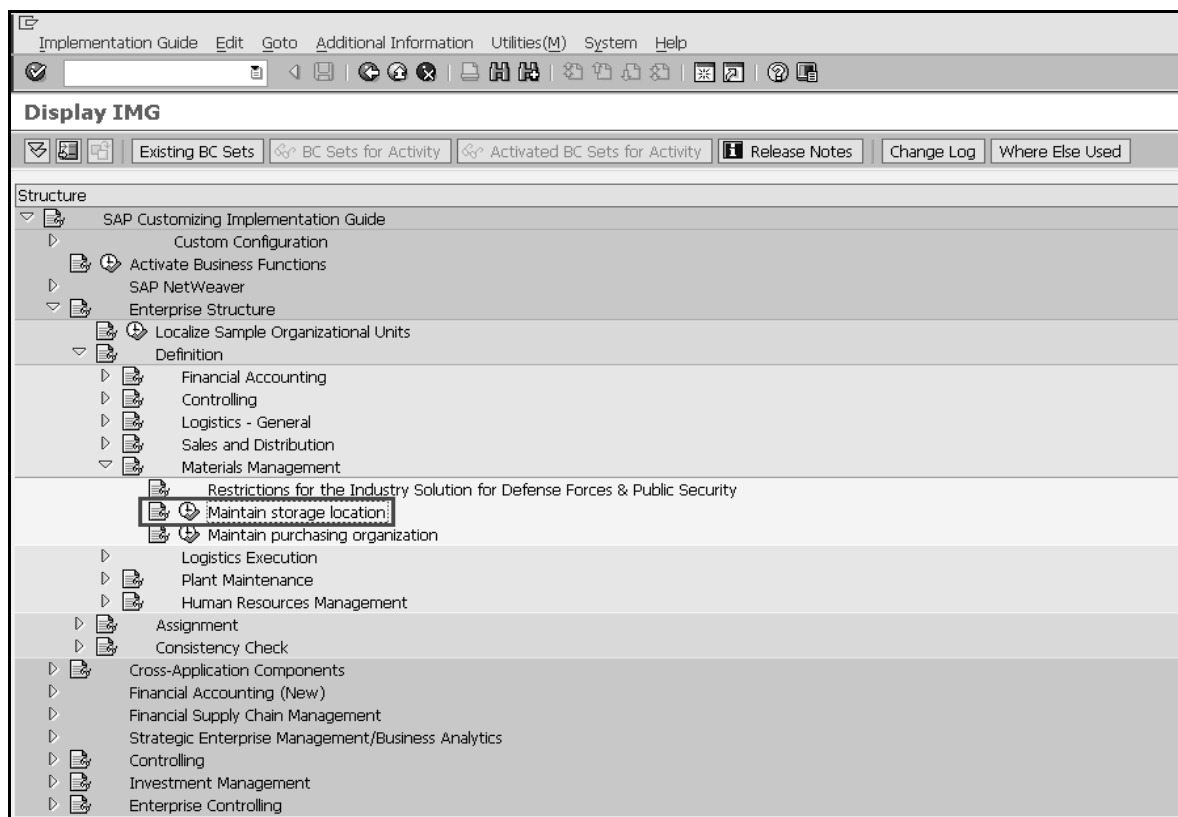 Implementation Guide Edit Goto Additional Information Utilities(M) System Help
Display IMG
Existing BC Sets BC Sets for Activity Activated BC Sets for Activity Release Notes Change Log Where Else Used
Structure
SAP Customizing Implementation Guide
Custom Configuration
Activate Business Functions
SAP NetWeaver
Enterprise Structure
Localize Sample Organizational Units
Definition
Financial Accounting
Controlling
Logistics - General
Sales and Distribution
Materials Management
Restrictions for the Industry Solution for Defense Forces & Public Security
Maintain storage location
Maintain purchasing organization
Logistics Execution
Plant Maintenance
Human Resources Management
Assignment
Consistency Check
Cross-Application Components
Financial Accounting (New)
Financial Supply Chain Management
Strategic Enterprise Management/Business Analytics
Controlling
Investment Management
Enterprise Controlling